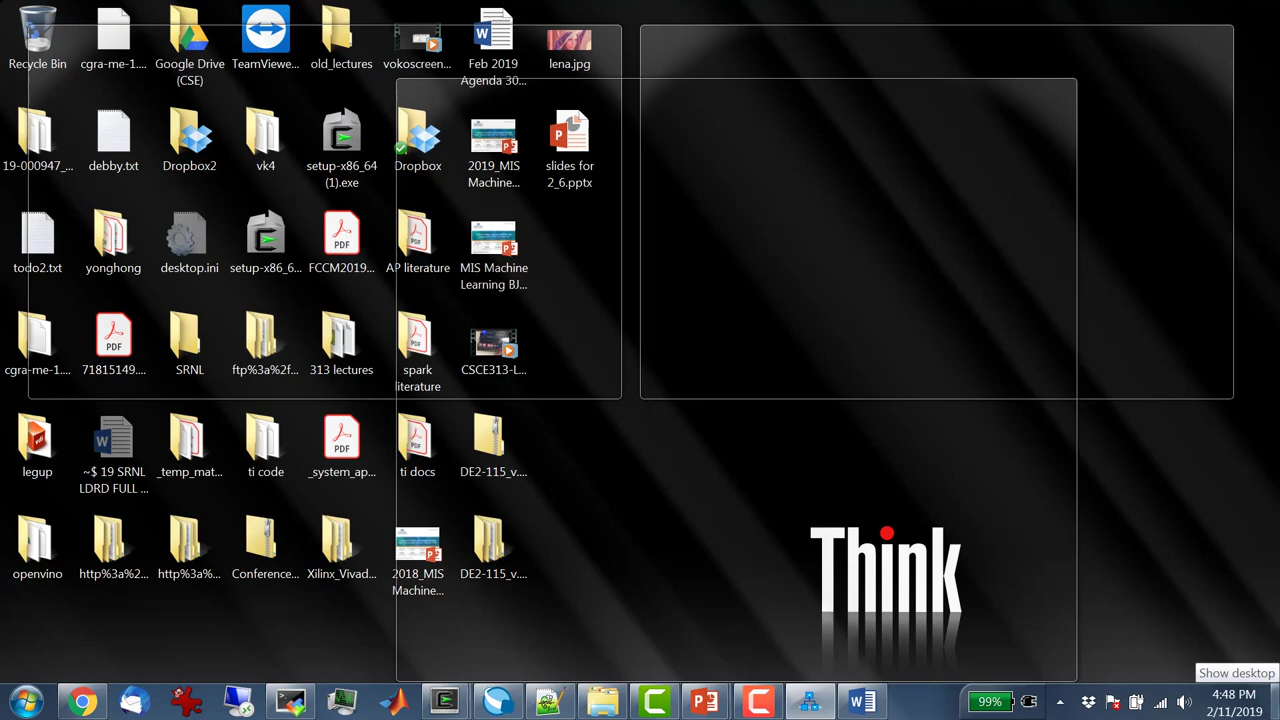 Recycle Bin
cgra-me-1....
Google Drive
(CSE)
TeamViewe...
old_lectures
vokoscreen...
Feb 2019
Agenda 30...
lena.jpg
19-000947_...
debby.txt
Dropbox2
vk4
setup-x86_64
(1).exe
Dropbox
2019_MIS
Machine...
slides for
2_6.pptx
todo2...
yonghong
desktop.ini
setup-x86_6...
FCCM2019...
AP literature
MIS Machine
Learning BJ...
cgra-me-1....
71815149....
SRNL
ftp%3a%2f...
313 lectures
spark
literature
CSCE313-L...
legup
~$ 19 SRNL
LDRD FULL ...
_temp_mat...
ti code
_system_ap...
ti docs
DE2-115_v....
openvino
http%3a%2...
http%3a%...
Conference...
Xilinx_Vivad...
2018_MIS
Machine...
DE2-115_v....
PDF
PDF
PDF
Think
Show desktop
99%
4:48 PM
2/11/2019